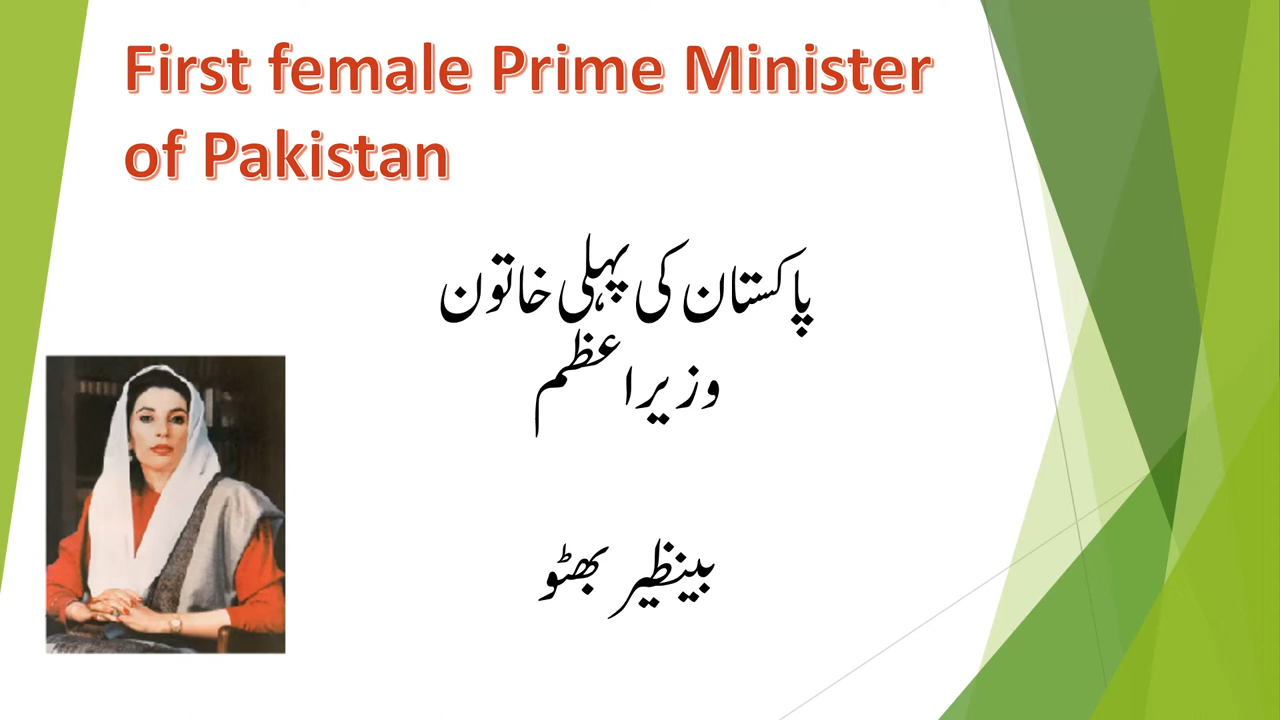 First female Prime Minister
of Pakistan
پاکستان کی پہلی خاتون
وزیراعظم
بینظیر بھٹو